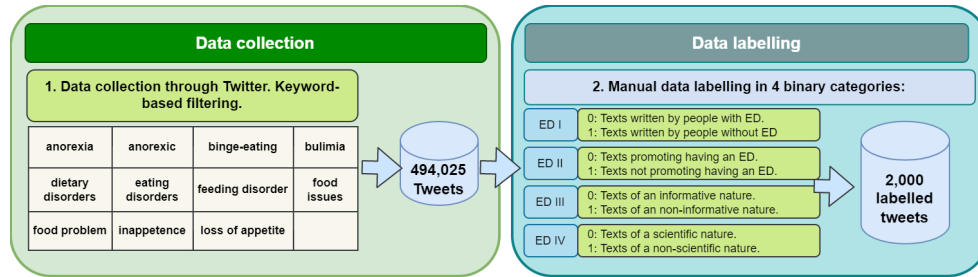 Data collection
1. Data collection through Twitter. Keyword-
based filtering.
anorexia
anorexic
binge-eating
bulimia
dietary
disorders
eating
disorders
feeding disorder
food
issues
food problem
inappetence
loss of appetite
494,025
Tweets
Data labelling
2. Manual data labelling in 4 binary categories:
ED I
0: Texts written by people with ED.
1: Texts written by people without ED
ED II
0: Texts promoting having an ED.
1: Texts not promoting having an ED.
ED III
0: Texts of an informative nature.
1: Texts of an non-informative nature.
ED IV
0: Texts of a scientific nature.
1: Texts of a non-scientific nature.
2,000
labelled
tweets